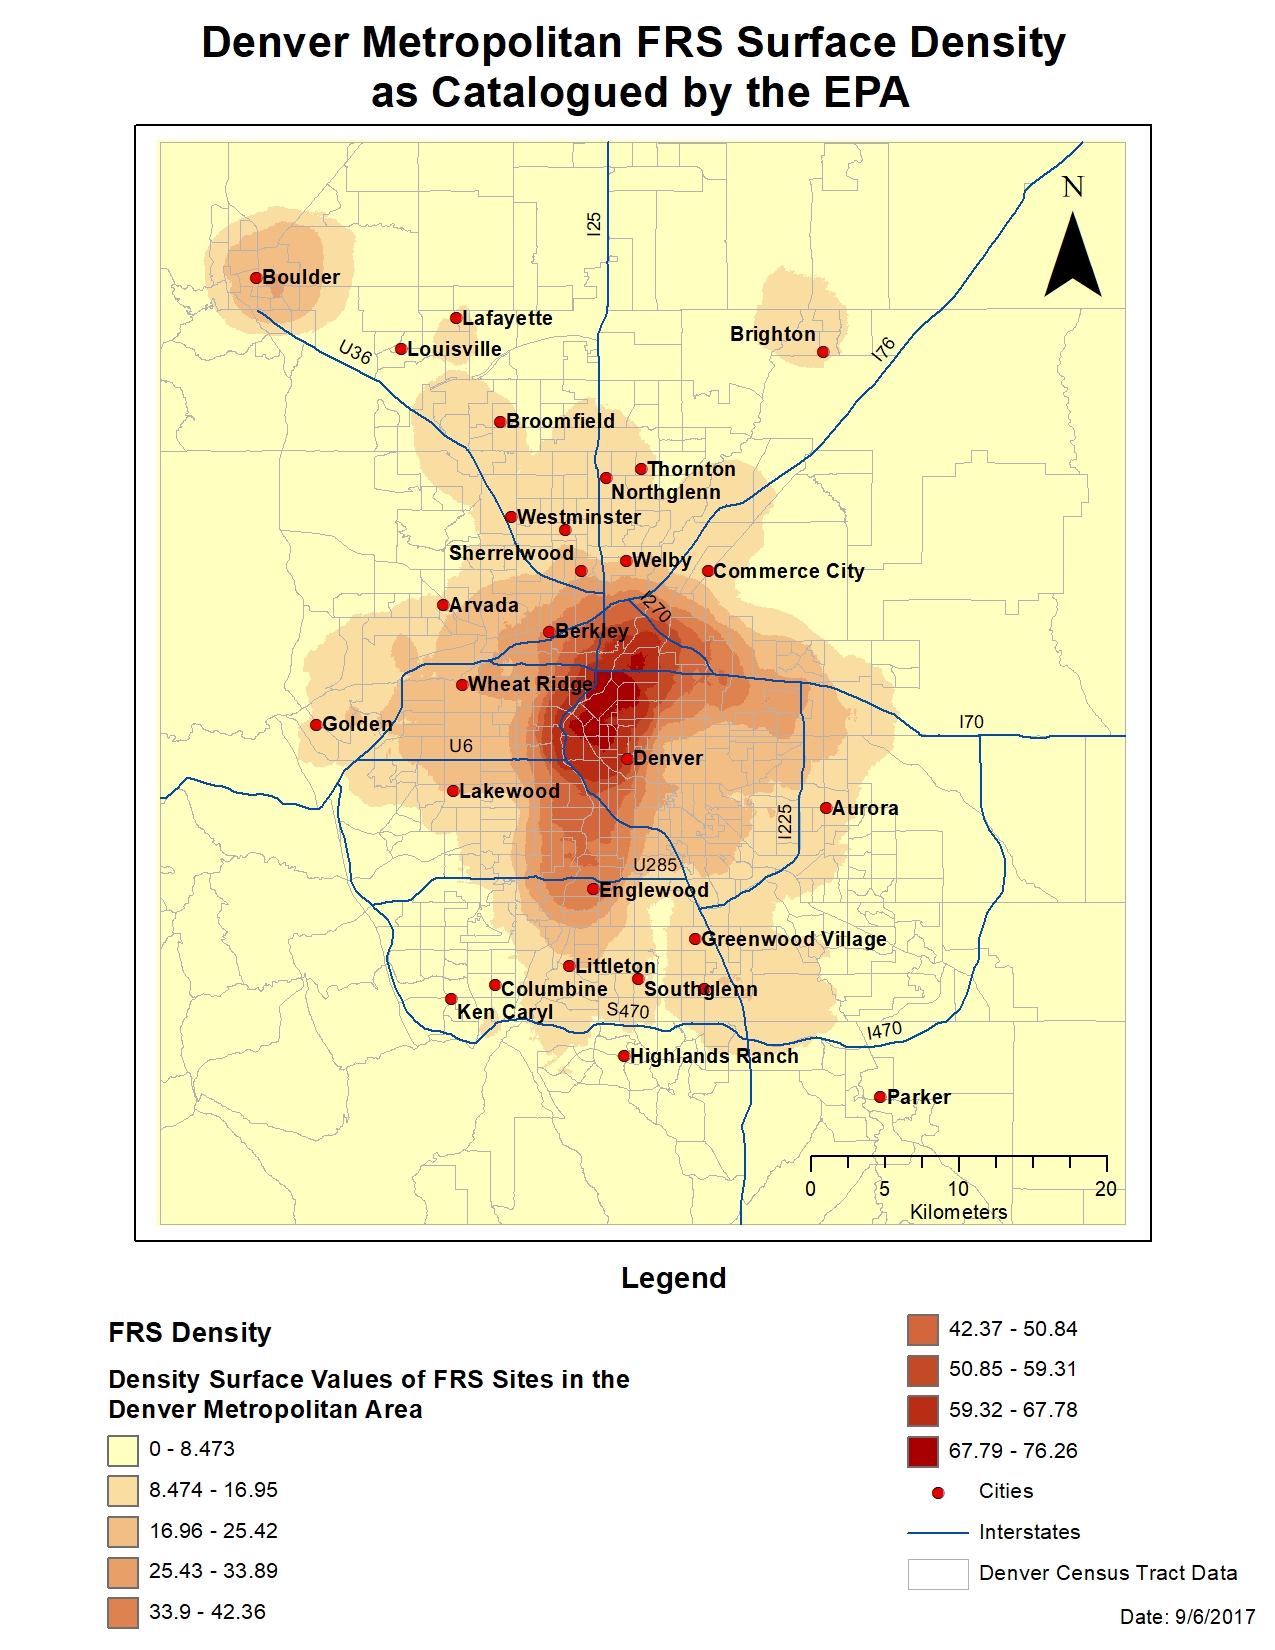 Denver Metropolitan FRS Surface Density
as Catalogued by the EPA
N
I25
Boulder
Lafayette
Brighton
U36
Louisville
I76
Broomfield
Thornton
Northglenn
Westminster
Sherrelwood
Welby
Commerce City
I270
Arvada
Berkley
Wheat Ridge
Golden
I70
U6
Denver
Lakewood
Aurora
I225
U285
Englewood
Greenwood Village
Littleton
Columbine
Southglenn
Ken Caryl
S470
I470
Highlands Ranch
Parker
0 5 10 20
Kilometers
Legend
FRS Density
Density Surface Values of FRS Sites in the
Denver Metropolitan Area
0 - 8.473
8.474 - 16.95
16.96 - 25.42
25.43 - 33.89
33.9 - 42.36
42.37 - 50.84
50.85 - 59.31
59.32 - 67.78
67.79 - 76.26
Cities
Interstates
Denver Census Tract Data
Date: 9/6/2017